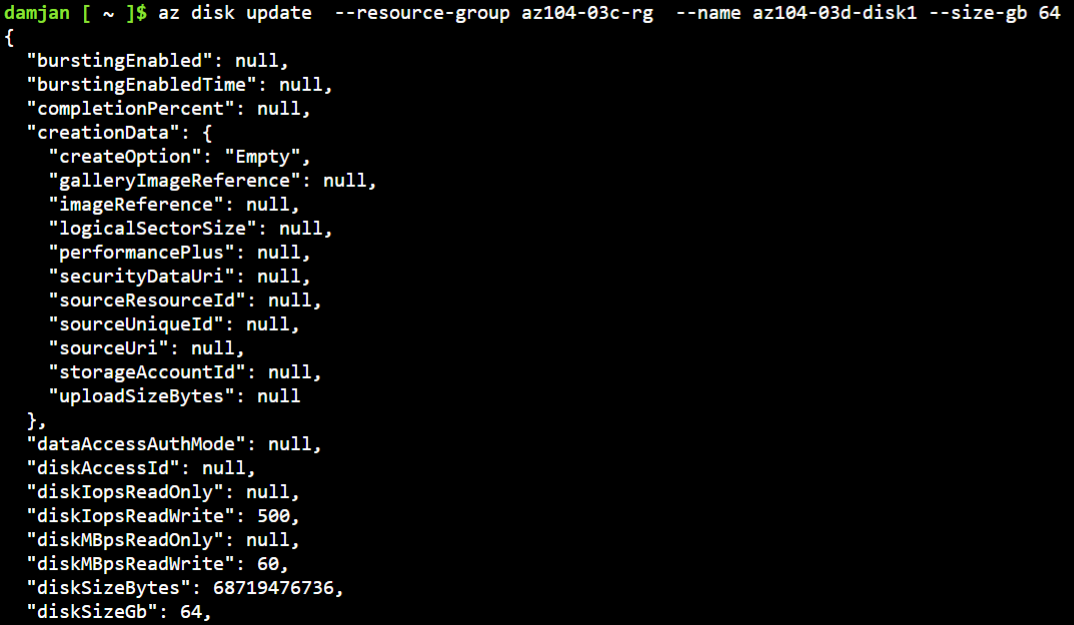 damjan [ ~ ]$ az disk update  --resource-group az104-03c-rg  --name az104-03d-disk1 --size-gb 64
{
  "burstingEnabled": null,
  "burstingEnabledTime": null,
  "completionPercent": null,
  "creationData": {
    "createOption": "Empty",
    "galleryImageReference": null,
    "imageReference": null,
    "logicalSectorSize": null,
    "performancePlus": null,
    "securityDataUri": null,
    "sourceResourceId": null,
    "sourceUniqueId": null,
    "sourceUri": null,
    "storageAccountId": null,
    "uploadSizeBytes": null
  },
  "dataAccessAuthMode": null,
  "diskAccessId": null,
  "diskIopsReadOnly": null,
  "diskIopsReadWrite": 500,
  "diskMBpsReadOnly": null,
  "diskMBpsReadWrite": 60,
  "diskSizeBytes": 68719476736,
  "diskSizeGb": 64,